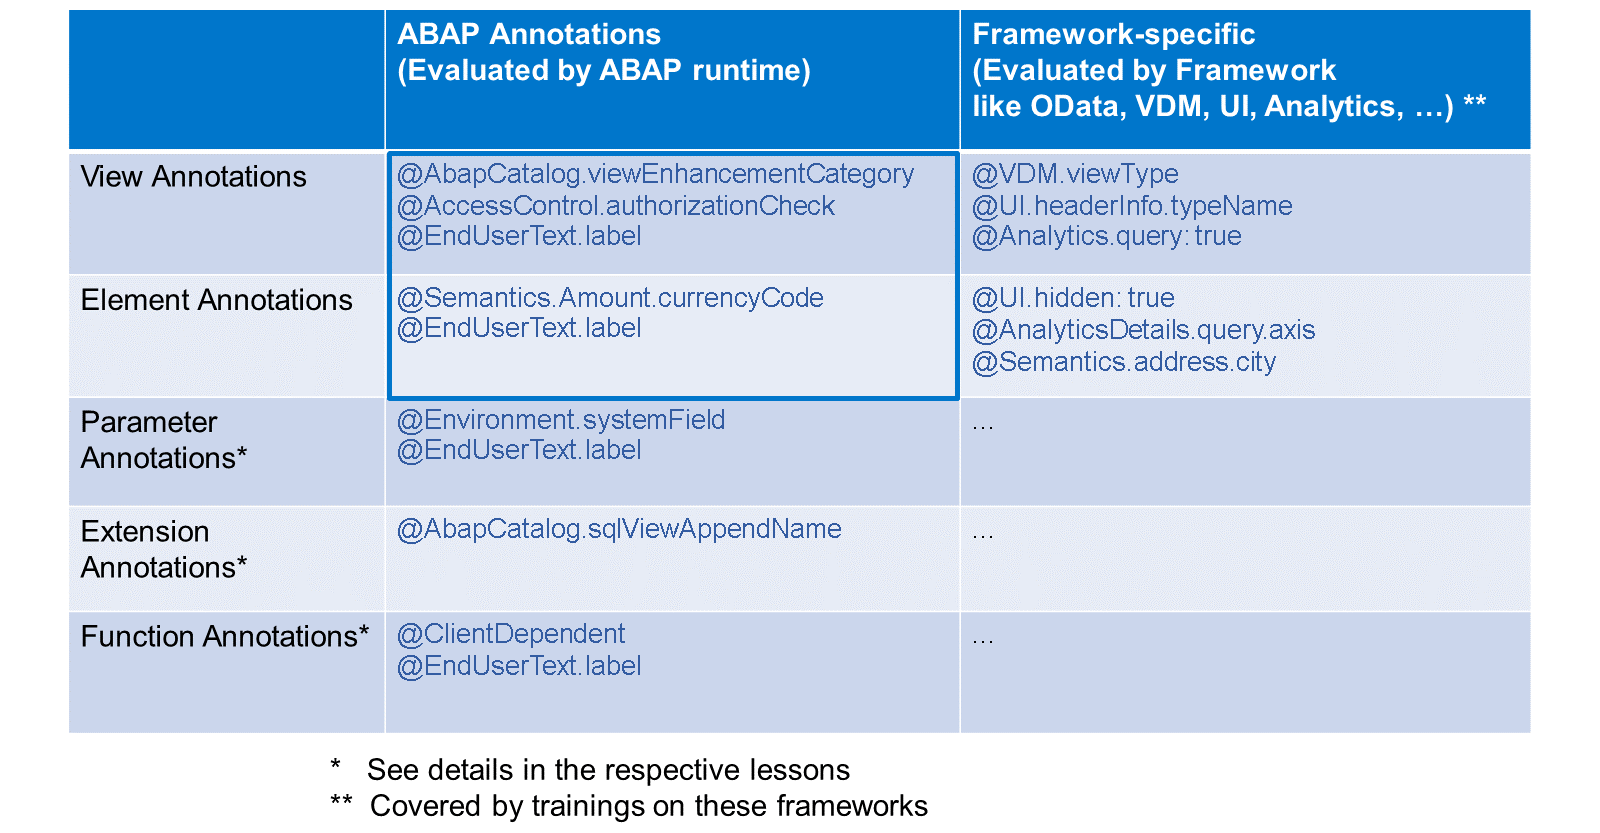 ABAP Annotations
(Evaluated by ABAP runtime)
Framework-specific
(Evaluated by Framework
like OData, VDM, UI, Analytics, …) **
View Annotations
@AbapCatalog.viewEnhancementCategory
@AccessControl.authorizationCheck
@EndUserText.label
@VDM.viewType
@UI.headerInfo.typeName
@Analytics.query: true
Element Annotations
@Semantics.Amount.currencyCode
@EndUserText.label
@UI.hidden: true
@AnalyticsDetails.query.axis
@Semantics.address.city
Parameter
Annotations*
@Environment.systemField
@EndUserText.label
…
Extension
Annotations*
@AbapCatalog.sqlViewAppendName
…
Function Annotations*
@ClientDependent
@EndUserText.label
…
* See details in the respective lessons
** Covered by trainings on these frameworks